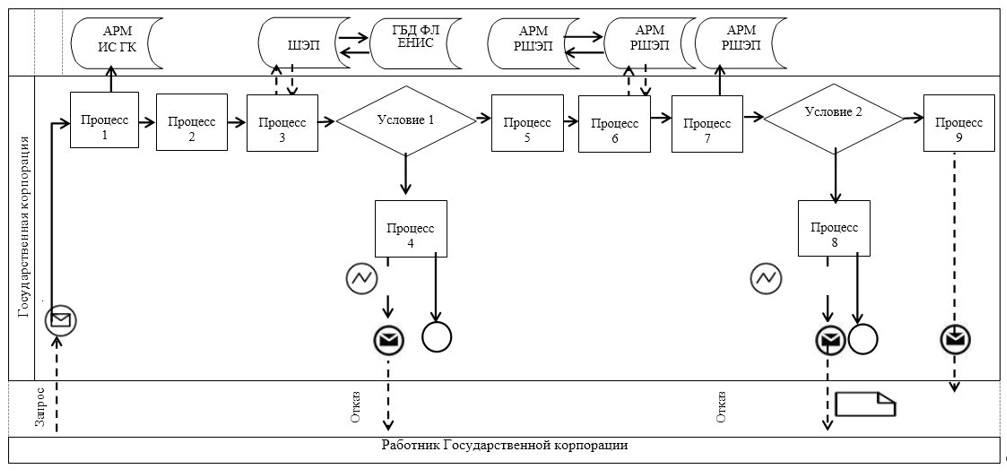 АРМ
ИС ГК
ШЭП
ГБД ФЛ
ЕНИС
АРМ
РШЭП
АРМ
РШЭП
АРМ
РШЭП
Государственная корпорация
Процесс
1
Процесс
2
Процесс
3
Условие 1
Процесс
5
Процесс
6
Процесс
7
Условие 2
Процесс
9
Процесс
4
Процесс
8
Запрос
Отказ
Отказ
Работник Государственной корпорации